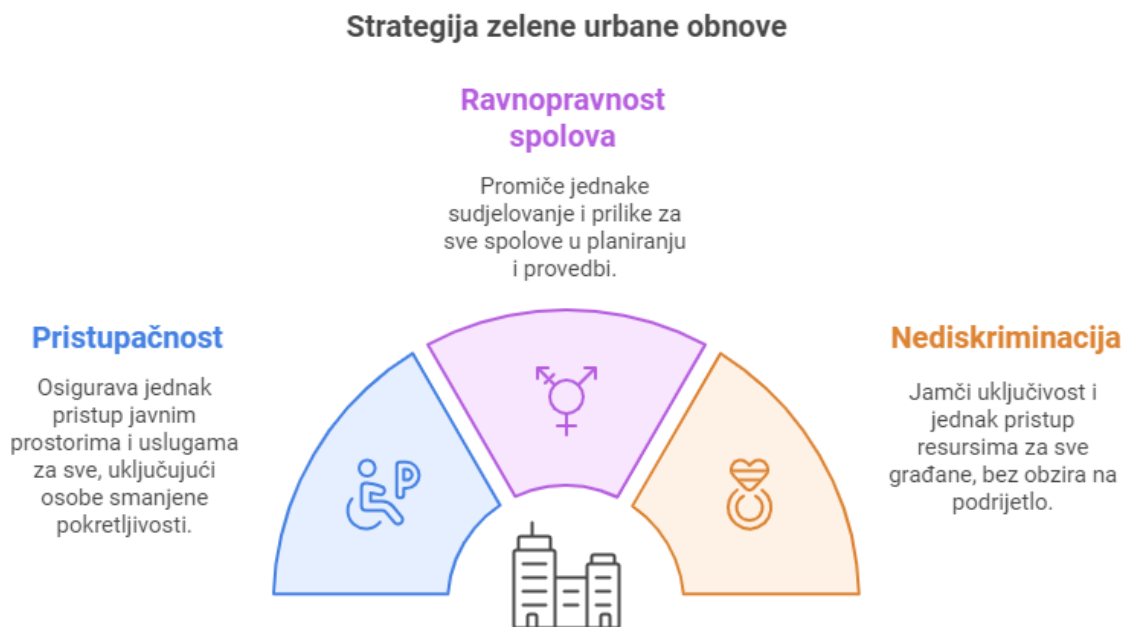 Strategija zelene urbane obnove
Ravnopravnost
spolova
Promiče jednake
sudjelovanje i prilike za
sve spolove u planiranju
i provedbi.
Pristupačnost
Osigurava jednak
pristup javnim
prostorima i uslugama
za sve, uključujući
osobe smanjene
pokretljivosti.
P
Nediskriminacija
Jamči uključivost i
jednak pristup
resursima za sve
građane, bez obzira na
podrijetlo.